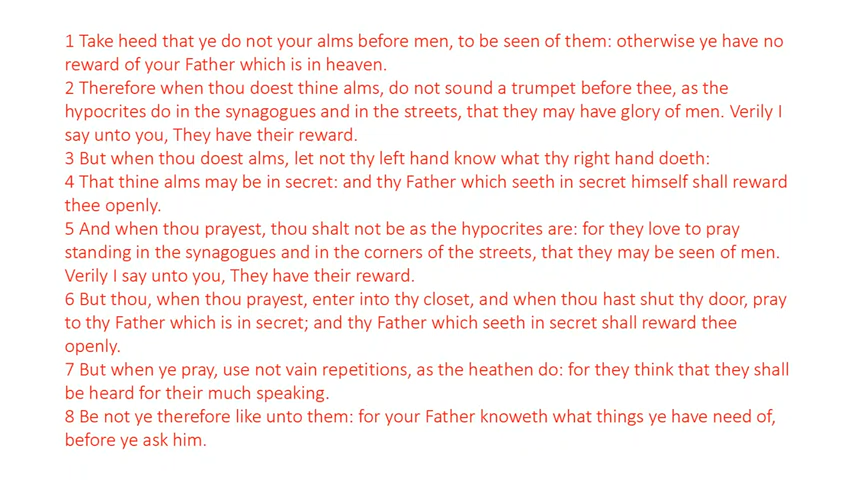 1 Take heed that ye do not your alms before men, to be seen of them: otherwise ye have no
reward of your Father which is in heaven.
2 Therefore when thou doest thine alms, do not sound a trumpet before thee, as the
hypocrites do in the synagogues and in the streets, that they may have glory of men. Verily I
say unto you, They have their reward.
3 But when thou doest alms, let not thy left hand know what thy right hand doeth:
4 That thine alms may be in secret: and thy Father which seeth in secret himself shall reward
thee openly.
5 And when thou prayest, thou shalt not be as the hypocrites are: for they love to pray
standing in the synagogues and in the corners of the streets, that they may be seen of men.
Verily I say unto you, They have their reward.
6 But thou, when thou prayest, enter into thy closet, and when thou hast shut thy door, pray
to thy Father which is in secret; and thy Father which seeth in secret shall reward thee
openly.
7 But when ye pray, use not vain repetitions, as the heathen do: for they think that they shall
be heard for their much speaking.
8 Be not ye therefore like unto them: for your Father knoweth what things ye have need of,
before ye ask him.